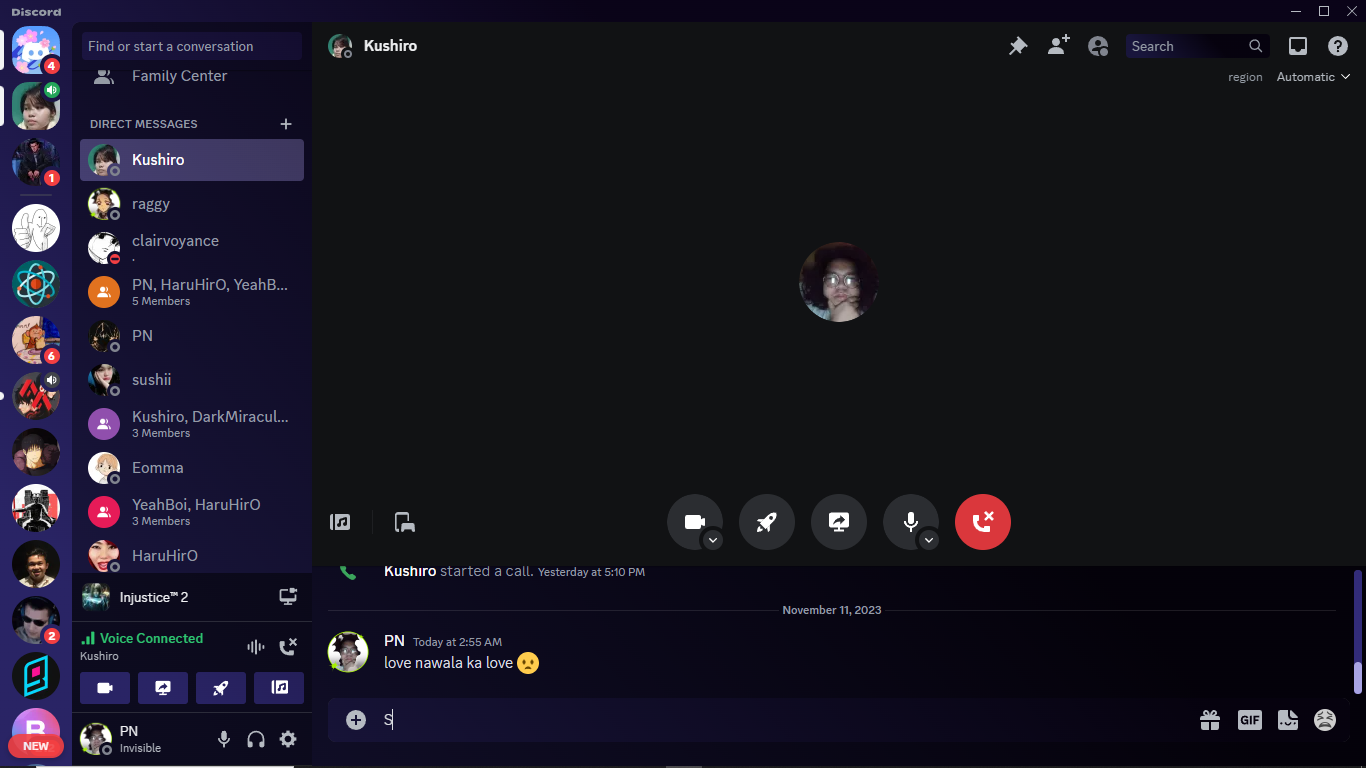 Discord
4
1
6
2
B
NEW
Find or start a conversation
Family Center
DIRECT MESSAGES
Kushiro
raggy
clairvoyance
.
PN, HaruHirO, YeahB...
5 Members
PN
sushii
Kushiro, DarkMiracul...
3 Members
Eomma
YeahBoi, HaruHirO
3 Members
HaruHirO
Injustice™ 2
Voice Connected
Kushiro
PN
Invisible
Kushiro
Search
region Automatic
Kushiro started a call. Yesterday at 5:10 PM
November 11, 2023
PN Today at 2:55 AM
love nawala ka love
S
GIF